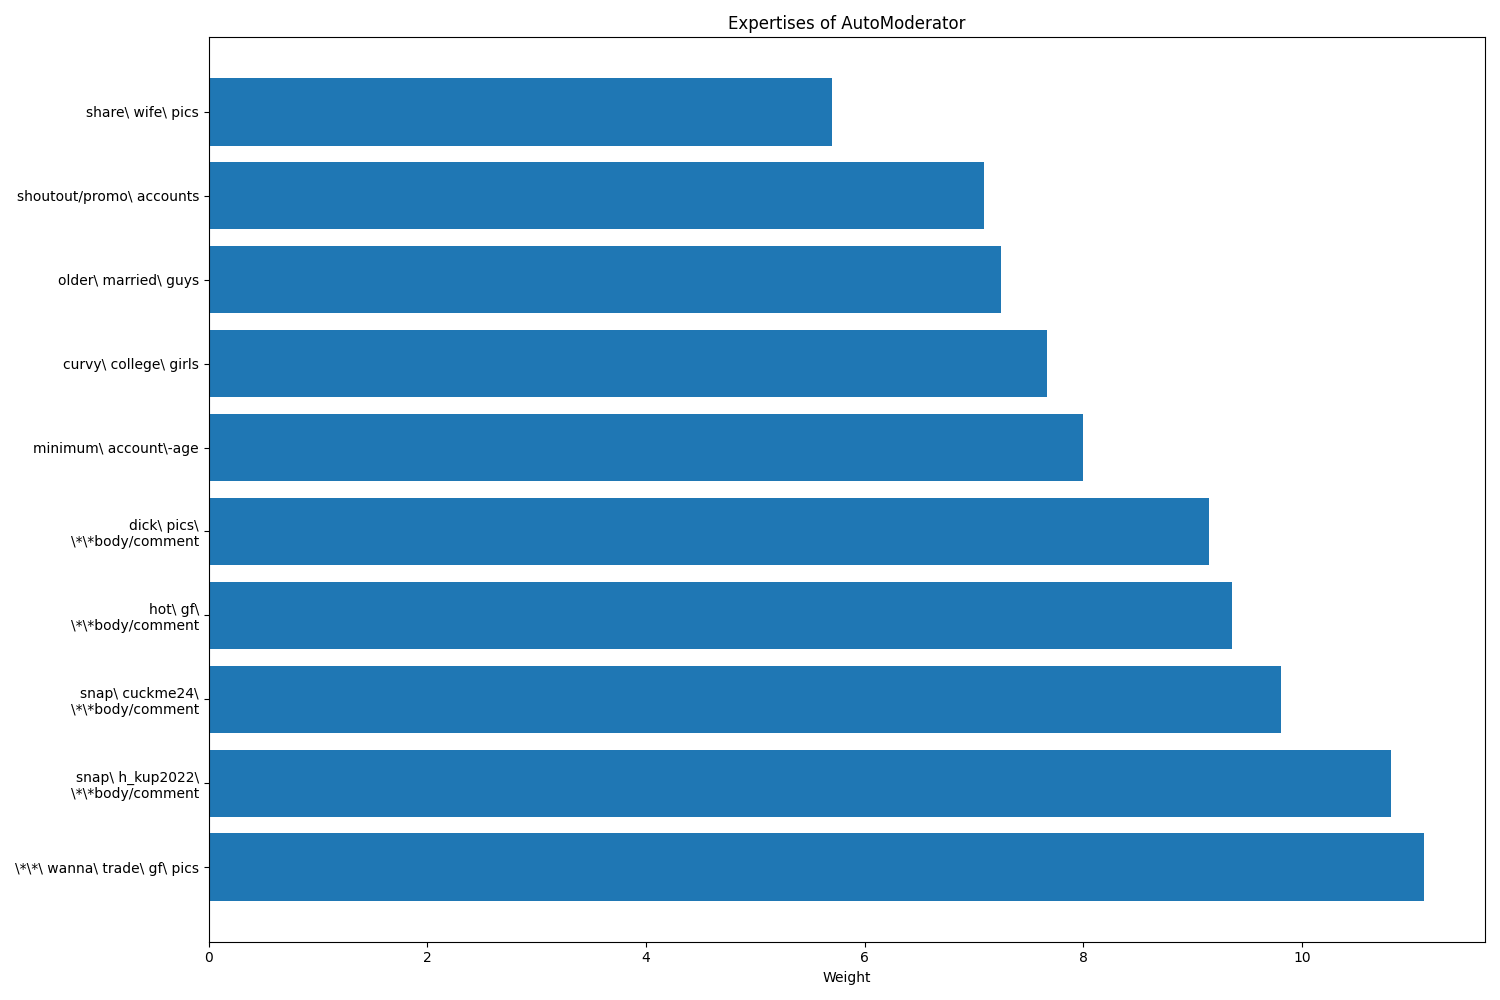 Expertises of AutoModerator
share\ wife\ pics
shoutout/promo\ accounts
older\ married\ guys
curvy\ college\ girls
minimum\ account\-age
dick\ pics\
\*\*body/comment
hot\ gf\
\*\*body/comment
snap\ cuckme24\
\*\*body/comment
snap\ h_kup2022\
\*\*body/comment
\*\*\ wanna\ trade\ gf\ pics
0 2 4 6 8 10
Weight